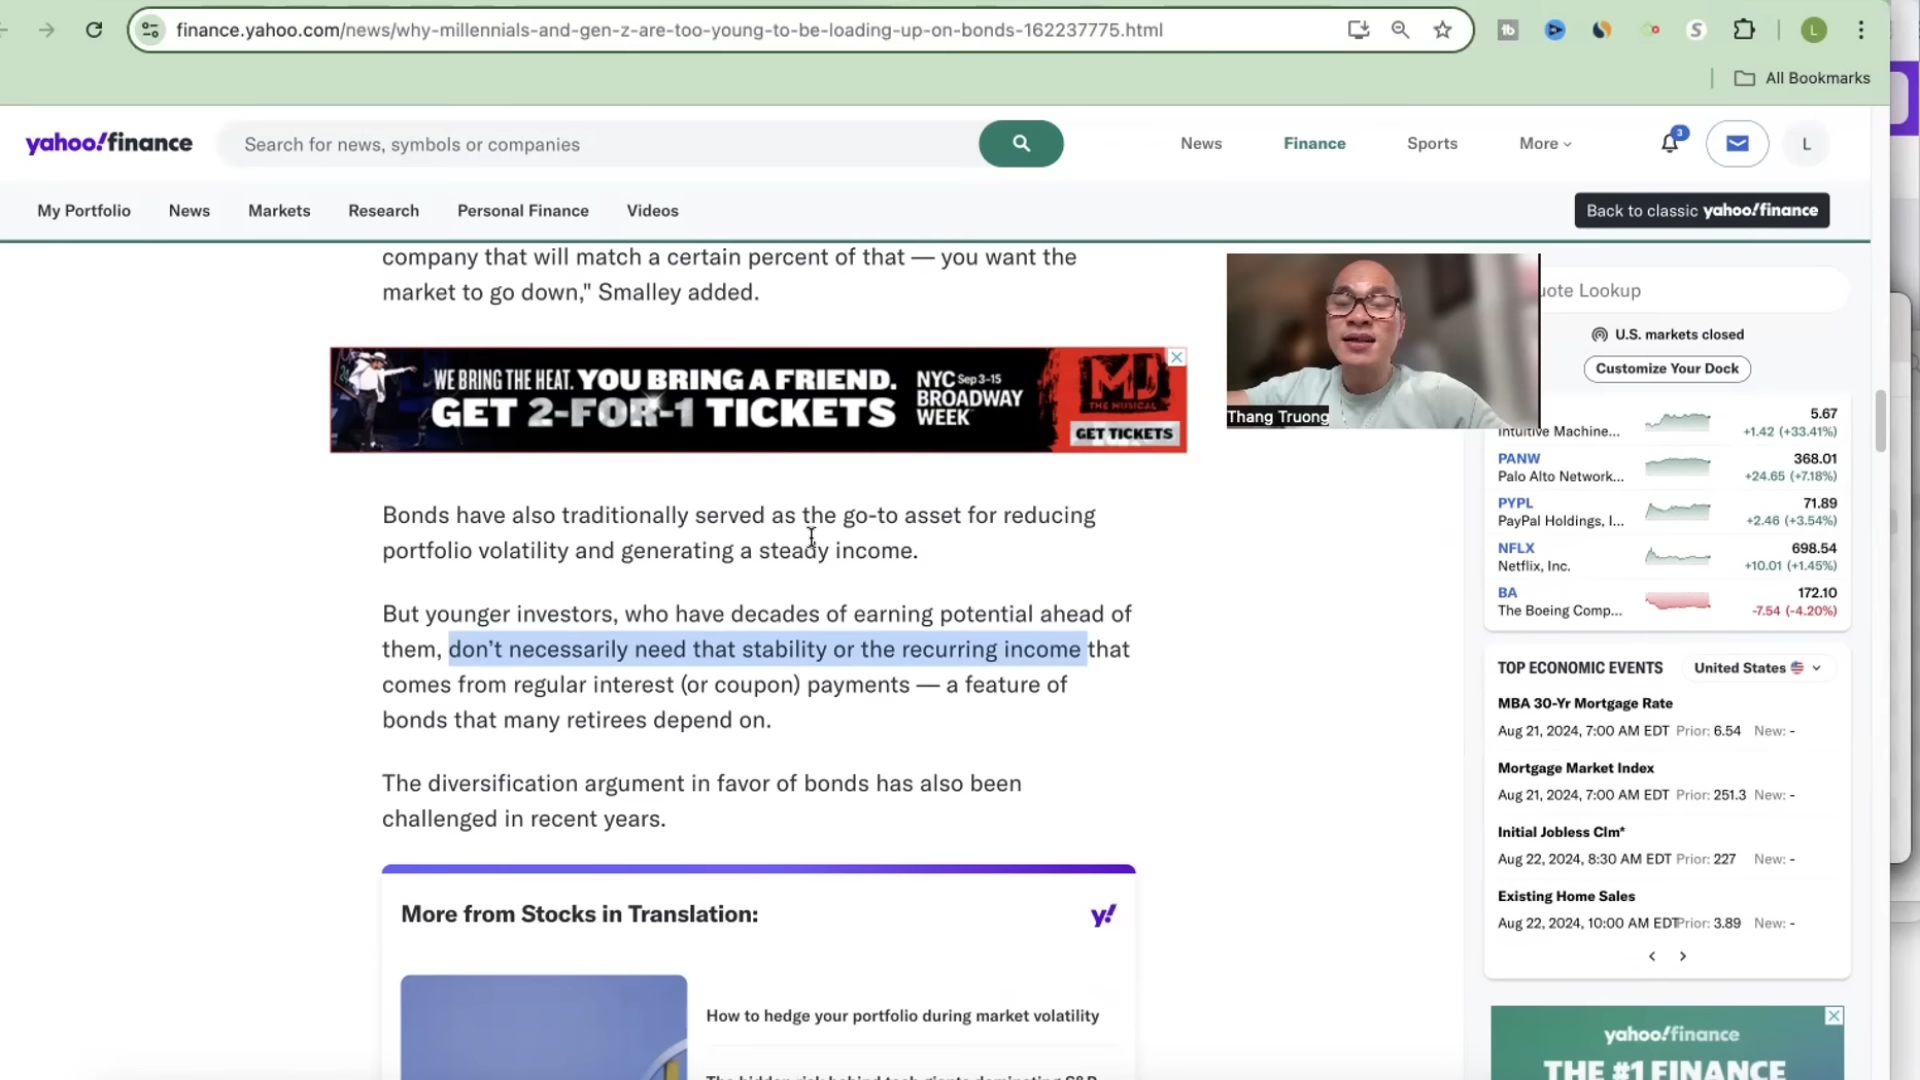 finance.yahoo.com/news/why-millennials-and-gen-z-are-too-young-to-be-loading-up-on-bonds-162237775.html
tb
S
L
All Bookmarks
yahoo!finance
Search for news, symbols or companies
News
Finance
Sports
More
3
L
My Portfolio
News
Markets
Research
Personal Finance
Videos
Back to classic yahoo!finance
company that will match a certain percent of that — you want the
market to go down," Smalley added.
WE BRING THE HEAT. YOU BRING A FRIEND.
GET 2-FOR-1 TICKETS
NYC Sep 3-15
BROADWAY
WEEK
MJ
THE MUSICAL
GET TICKETS
Bonds have also traditionally served as the go-to asset for reducing
portfolio volatility and generating a steady income.
But younger investors, who have decades of earning potential ahead of
them, don’t necessarily need that stability or the recurring income that
comes from regular interest (or coupon) payments — a feature of
bonds that many retirees depend on.
The diversification argument in favor of bonds has also been
challenged in recent years.
More from Stocks in Translation:
y!
How to hedge your portfolio during market volatility
Thang Truong
uote Lookup
U.S. markets closed
Customize Your Dock
5.67
Intuitive Machine...
+1.42 (+33.41%)
PANW
368.01
Palo Alto Network...
+24.65 (+7.18%)
PYPL
71.89
PayPal Holdings, I...
+2.46 (+3.54%)
NFLX
698.54
Netflix, Inc.
+10.01 (+1.45%)
BA
172.10
The Boeing Comp...
-7.54 (-4.20%)
TOP ECONOMIC EVENTS
United States
MBA 30-Yr Mortgage Rate
Aug 21, 2024, 7:00 AM EDT Prior: 6.54 New: -
Mortgage Market Index
Aug 21, 2024, 7:00 AM EDT Prior: 251.3 New: -
Initial Jobless Clm*
Aug 22, 2024, 8:30 AM EDT Prior: 227 New: -
Existing Home Sales
Aug 22, 2024, 10:00 AM EDT Prior: 3.89 New: -
yahoo!finance
THE #1 FINANCE